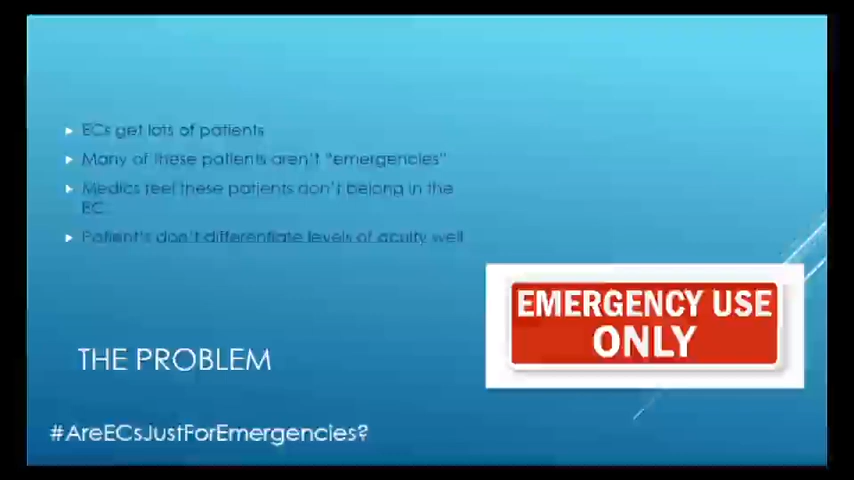 ECs get lots of patients
Many of these patients aren't "emergencies"
Medics feel these patients don't belong in the
EC.
Patient's don't differentiate levels of acuity well
EMERGENCY USE
ONLY
THE PROBLEM
#AreECsJustForEmergencies?